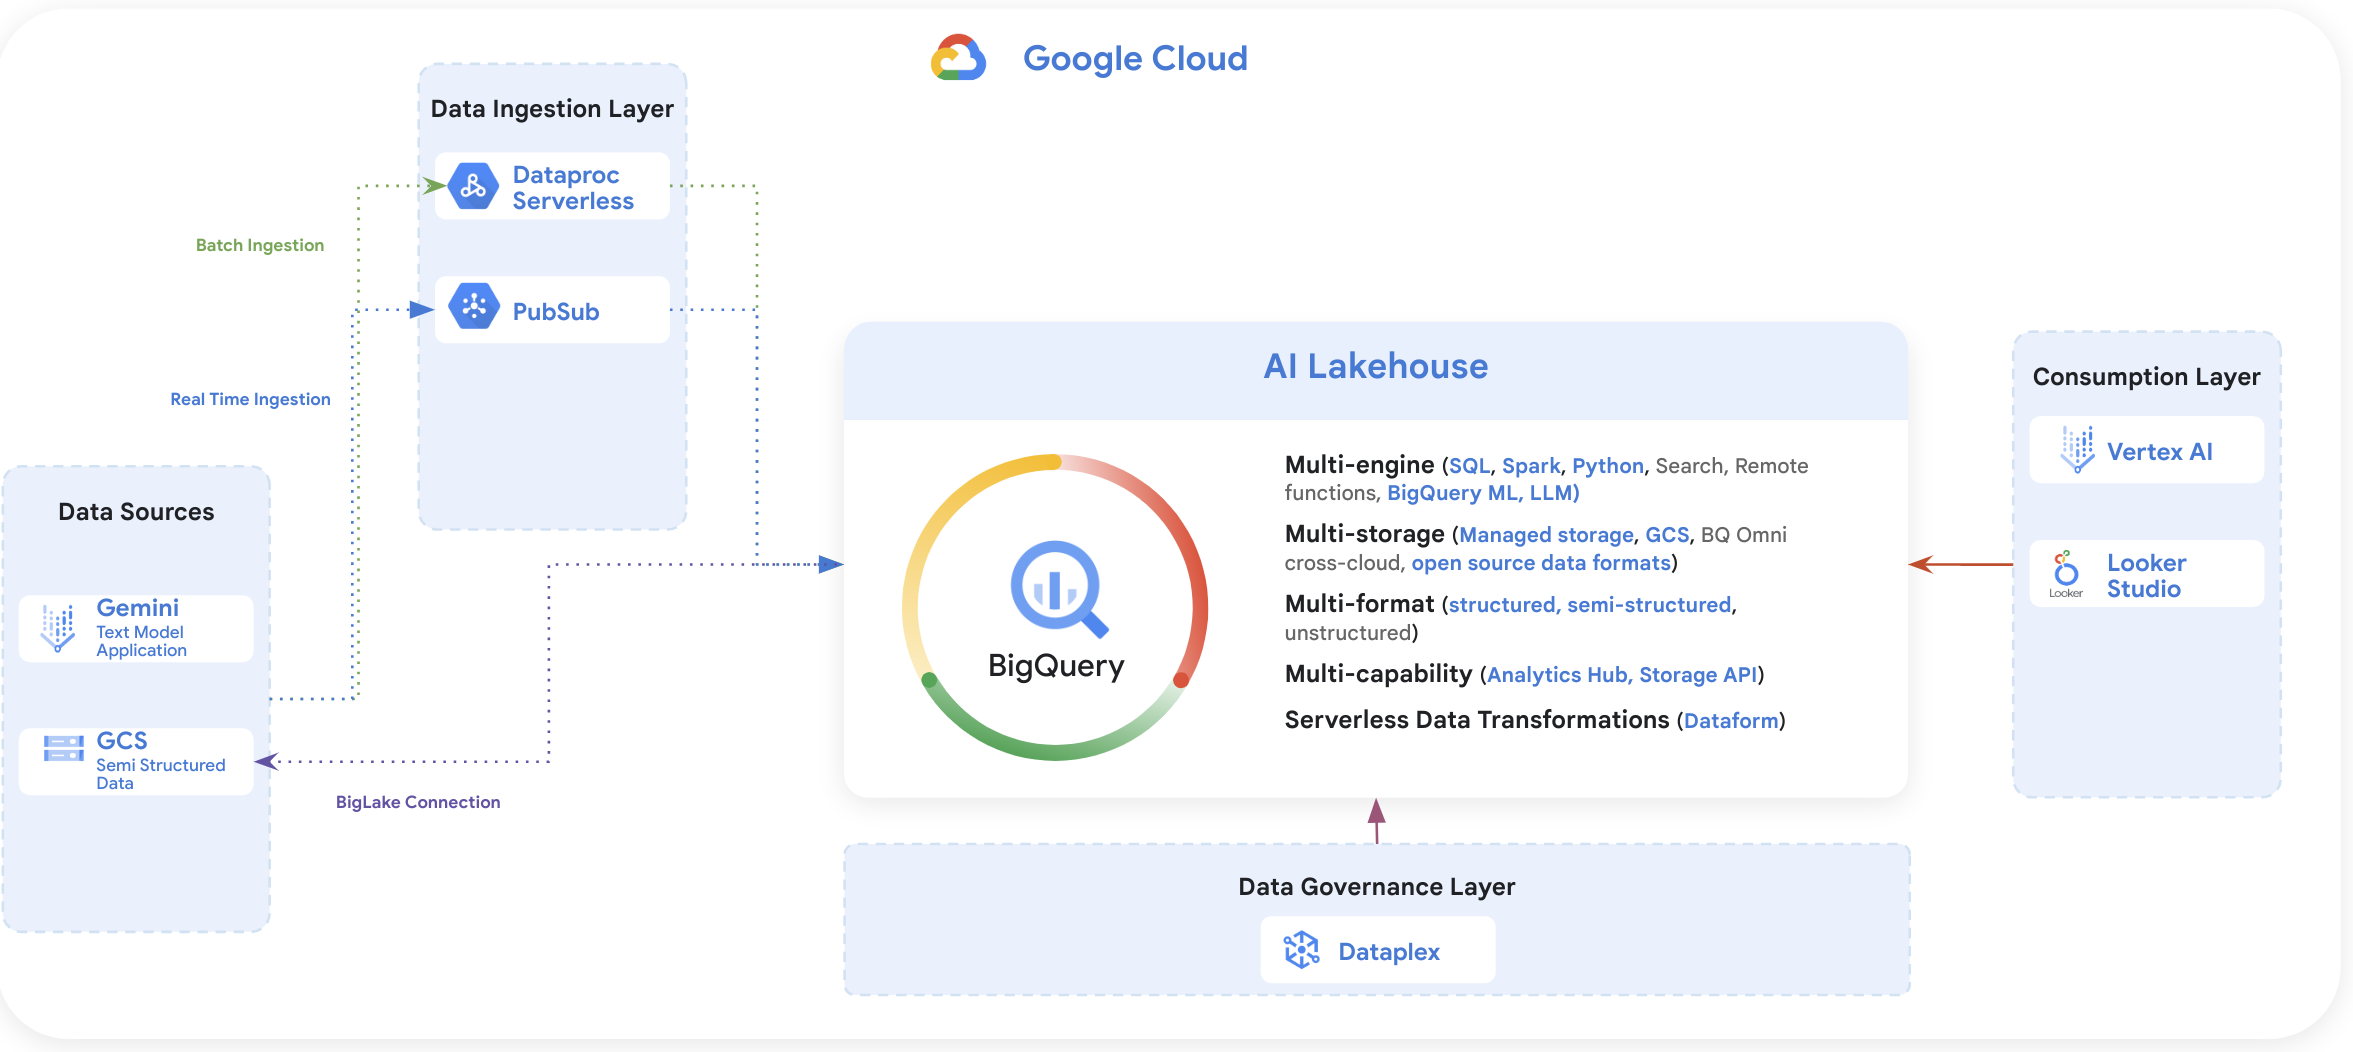 Google Cloud
Data Ingestion Layer
Dataproc
Serverless
PubSub
Batch Ingestion
Real Time Ingestion
Data Sources
Gemini
Text Model
Application
GCS
Semi Structured
Data
BigLake Connection
AI Lakehouse
BigQuery
Multi-engine (SQL, Spark, Python, Search, Remote
functions, BigQuery ML, LLM)
Multi-storage (Managed storage, GCS, BQ Omni
cross-cloud, open source data formats)
Multi-format (structured, semi-structured,
unstructured)
Multi-capability (Analytics Hub, Storage API)
Serverless Data Transformations (Dataform)
Consumption Layer
Vertex AI
Looker
Looker
Studio
Data Governance Layer
Dataplex